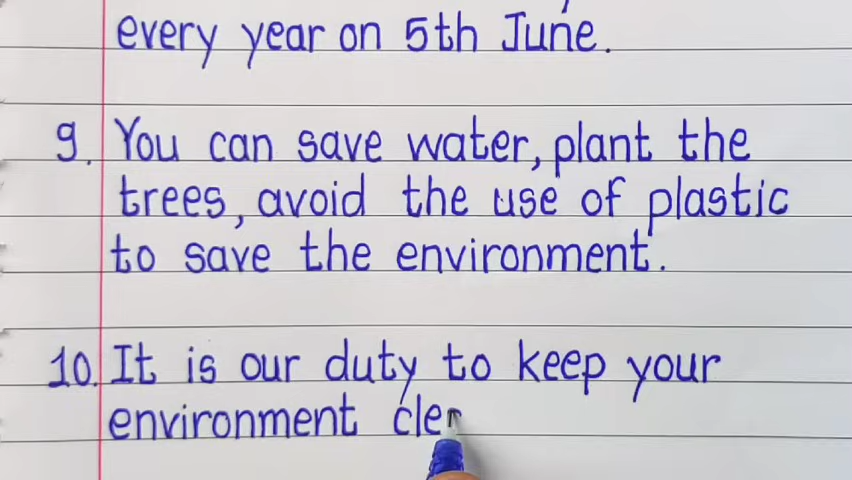 every year on 5th June.
9. You can save water, plant the
trees, avoid the use of plastic
to save the environment.
10. It is our duty to keep your
environment cle